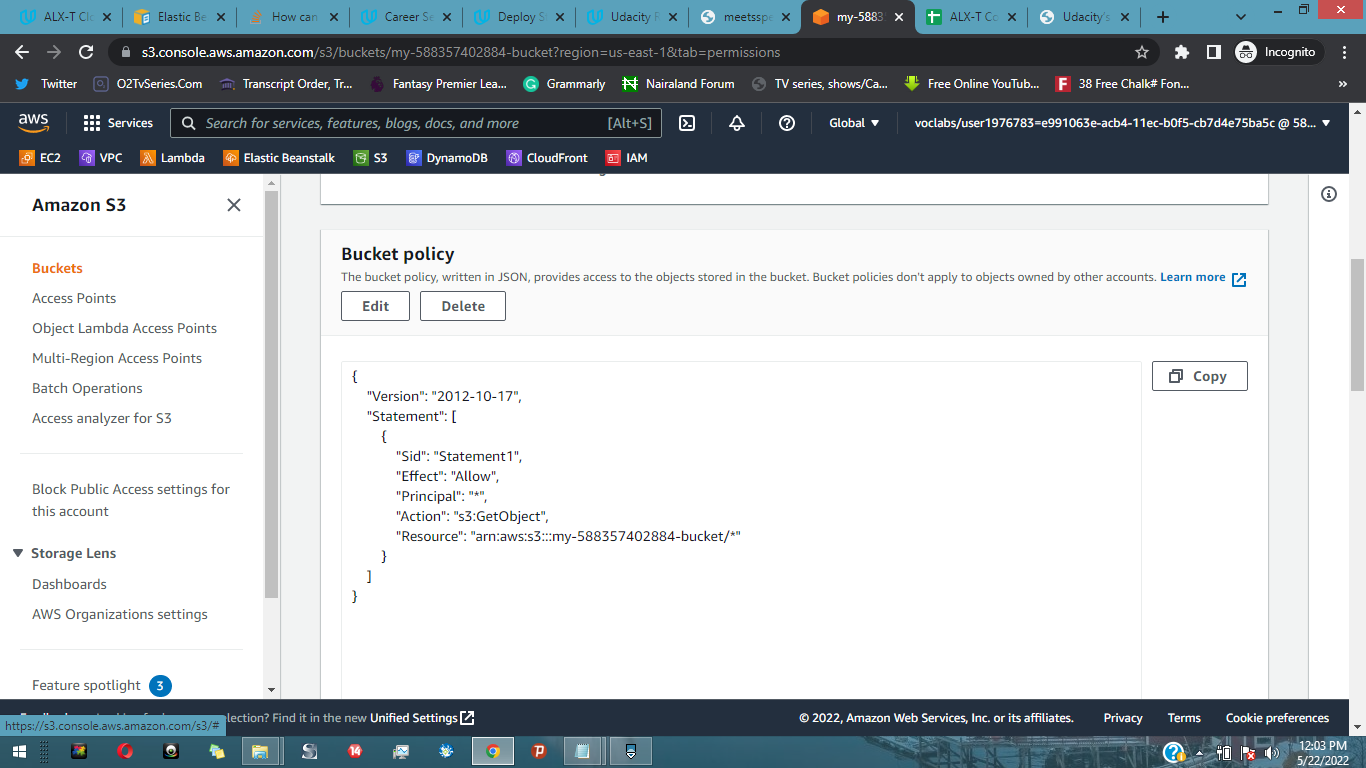 ALX-T Clo
Elastic Be
How can
Career Se
Deploy S
Udacity F
meetsspe
my-5883
ALX-T Co
Udacity's
s3.console.aws.amazon.com/s3/buckets/my-588357402884-bucket?region=us-east-1&tab=permissions
Incognito
Twitter
O2TvSeries.Com
Transcript Order, Tr...
Fantasy Premier Lea...
Grammarly
Nairaland Forum
TV series, shows/Ca...
Free Online YouTub...
38 Free Chalk# Fon...
»
aws
Services
Search for services, features, blogs, docs, and more
[Alt+S]
Global
voclabs/user1976783=e991063e-acb4-11ec-b0f5-cb7d4e75ba5c @ 58...
EC2
VPC
Lambda
Elastic Beanstalk
S3
DynamoDB
CloudFront
IAM
Amazon S3
Buckets
Access Points
Object Lambda Access Points
Multi-Region Access Points
Batch Operations
Access analyzer for S3
Block Public Access settings for
this account
Storage Lens
Dashboards
AWS Organizations settings
Feature spotlight 3
Bucket policy
The bucket policy, written in JSON, provides access to the objects stored in the bucket. Bucket policies don't apply to objects owned by other accounts. Learn more
Edit
Delete
Copy
{
"Version": "2012-10-17",
"Statement": [
{
"Sid": "Statement1",
"Effect": "Allow",
"Principal": "*",
"Action": "s3:GetObject",
"Resource": "arn:aws:s3:::my-588357402884-bucket/*"
}
]
}
election? Find it in the new Unified Settings
© 2022, Amazon Web Services, Inc. or its affiliates.
Privacy
Terms
Cookie preferences
https://s3.console.aws.amazon.com/s3/#
12:03 PM
5/22/2022